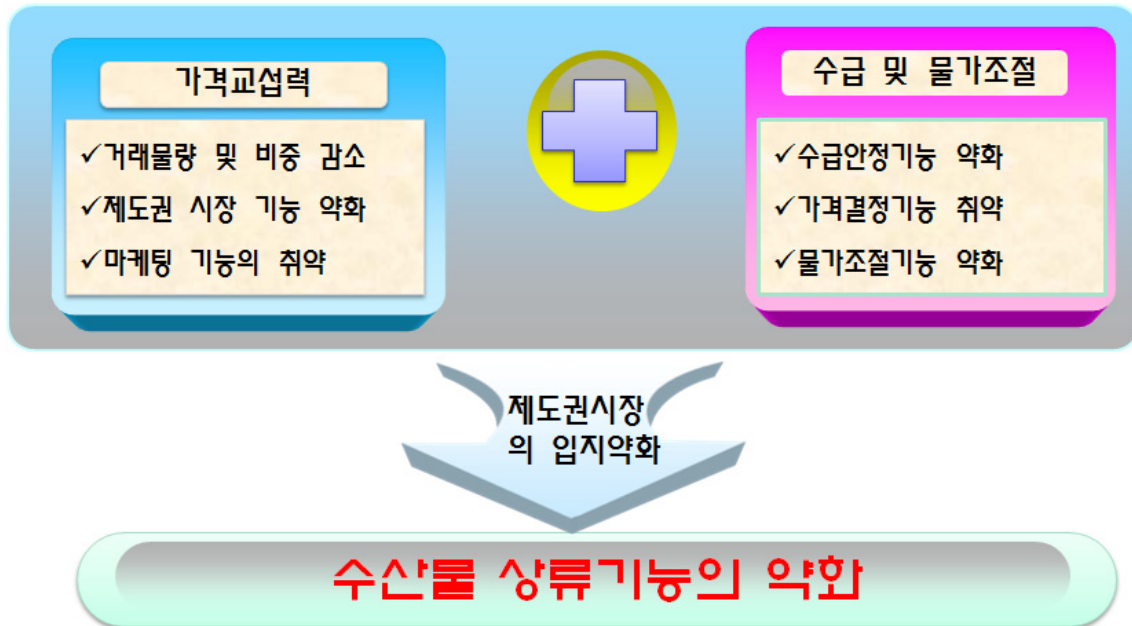 가격교섭력
✓거래물량 및 비중 감소
✓제도권 시장 기능 약화
✓마케팅 기능의 취약
수급 및 물가조절
✓수급안정기능 약화
✓가격결정기능 취약
✓물가조절기능 약화
제도권시장
의 입지약화
수산물 상류기능의 약화